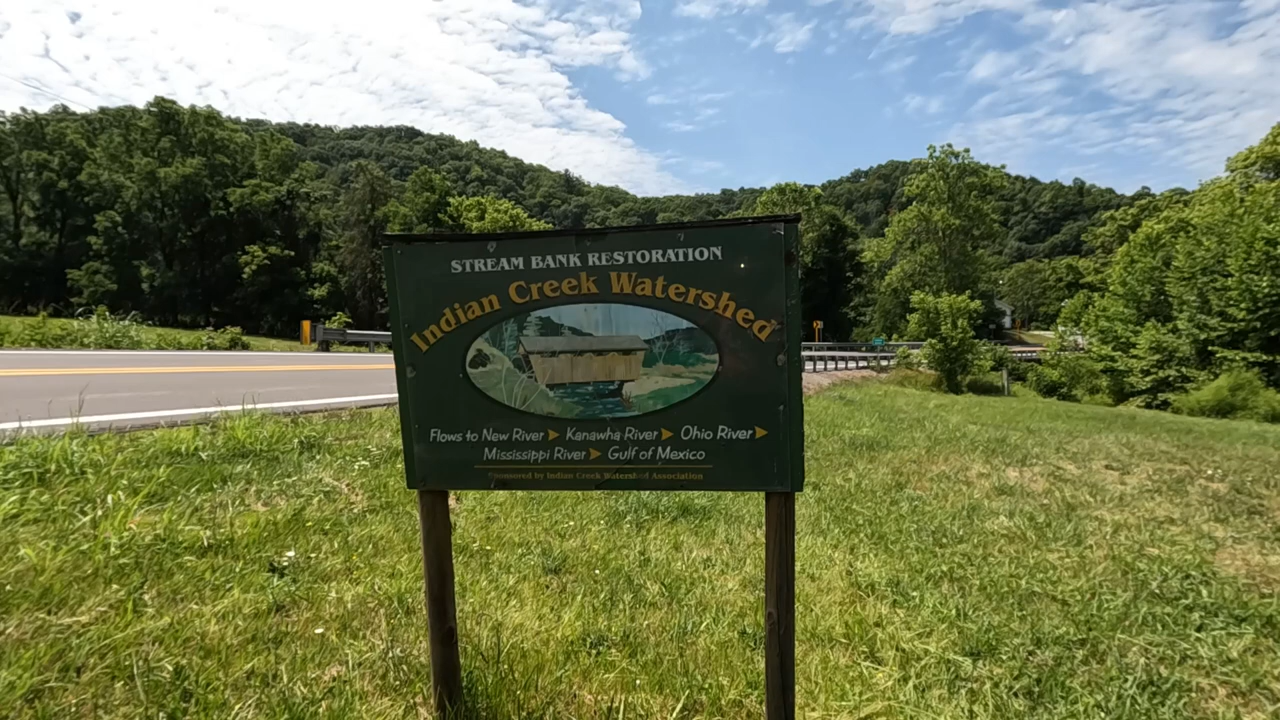 STREAM BANK RESTORATION
Indian Creek Watershed
Flows to New River Kanawha River Ohio River
Mississippi River Gulf of Mexico
Sponsored by Indian Creek Watershed Association